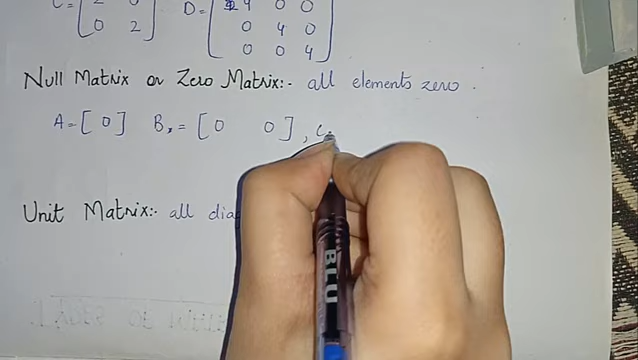 C = [ 2 0
0 2 ] D = [ 4 0 0
0 4 0
0 0 4 ]
Null Matrix or Zero Matrix:- all elements zero.
A = [ 0 ] B = [ 0 0 ] , C
Unit Matrix:- all dia
BLU